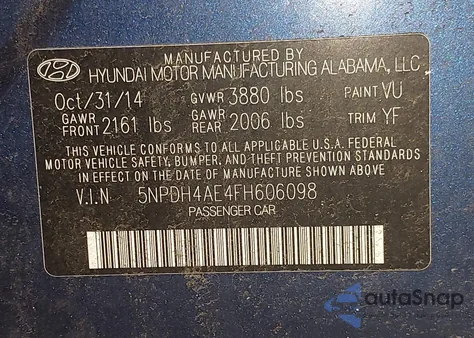 MANUFACTURED BY
HYUNDAI MOTOR MANUFACTURING ALABAMA, LLC
Oct/31/14 GVWR 3880 lbs PAINT VU
GAWR FRONT 2161 lbs GAWR REAR 2006 lbs TRIM YF
THIS VEHICLE CONFORMS TO ALL APPLICABLE U.S.A FEDERAL
MOTOR VEHICLE SAFETY, BUMPER, AND THEFT PREVENTION STANDARDS
IN EFFECT ON THE DATE OF MANUFACTURE SHOWN ABOVE
V.I.N 5NPDH4AE4FH606098
PASSENGER CAR
autoSnap